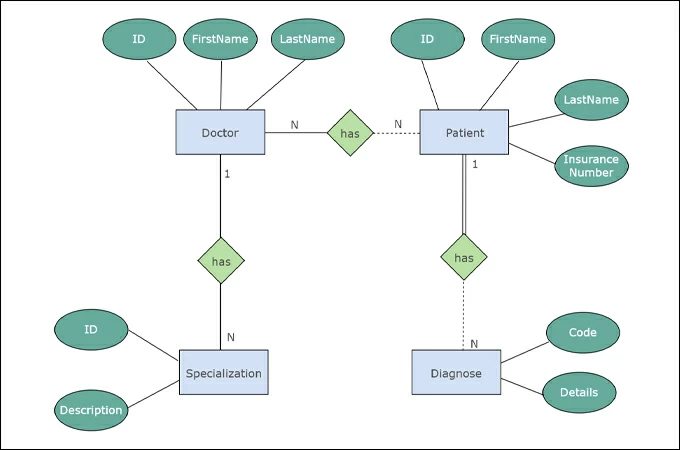 ID
FirstName
LastName
ID
FirstName
LastName
Doctor
N
has
N
Patient
Insurance
Number
1
1
has
has
ID
N
N
Code
Specialization
Diagnose
Description
Details